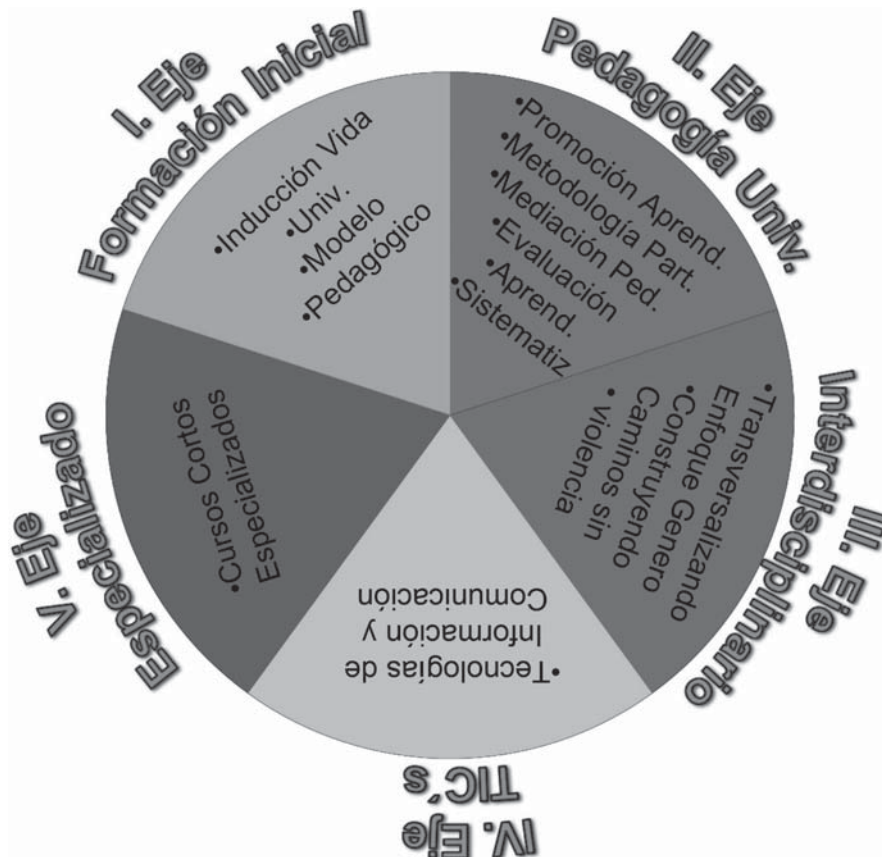 I. Eje
Formación Inicial
•Inducción Vida
•Univ.
•Modelo
•Pedagógico
II. Eje
Pedagogía Univ.
•Promoción Aprend.
•Metodología Part.
•Mediación Ped.
•Evaluación
•Aprend.
•Sistematiz
III. Eje
Interdisciplinario
•Transversalizando
Enfoque Genero
•Construyendo
Caminos sin
•violencia
IV. Eje
TIC´s
•Tecnologías de
Información y
Comunicación
V. Eje
Especializado
•Cursos Cortos
Especializados